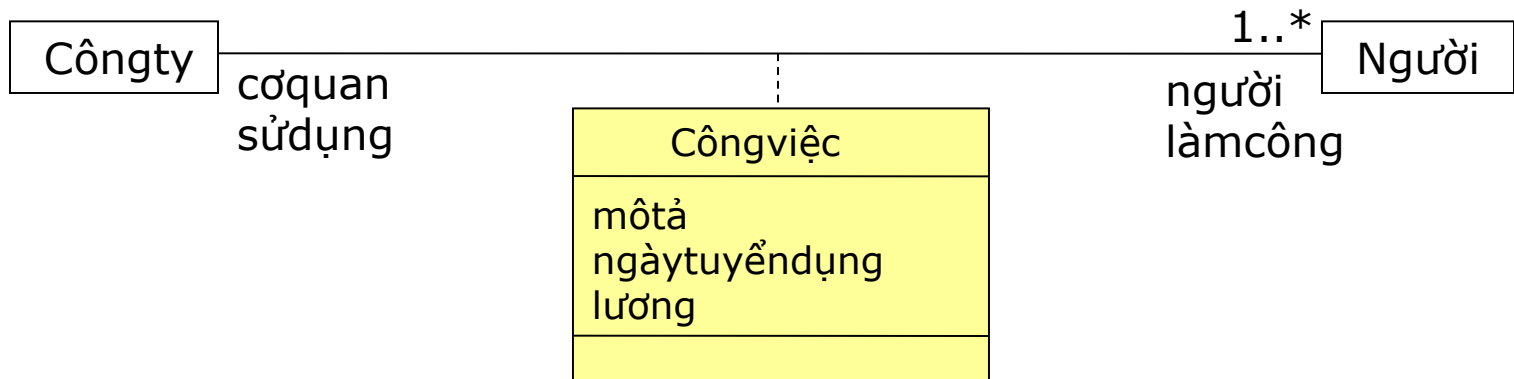 1..*
Côngty
Người
cơquan
sửdụng
người
làmcông
Côngviệc
môtả
ngàytuyểndụng
lương